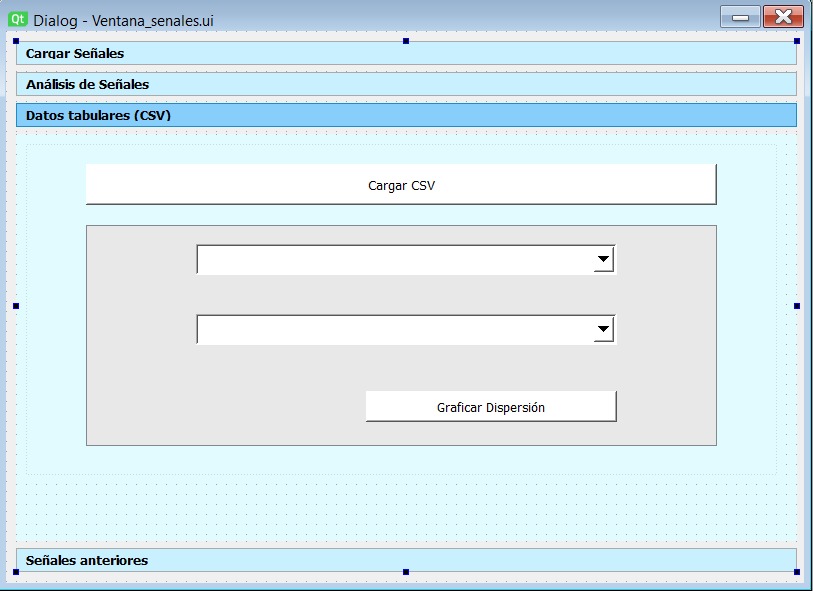 Qt Dialog - Ventana_senales.ui
Cargar Señales
Análisis de Señales
Datos tabulares (CSV)
Cargar CSV
Graficar Dispersión
Señales anteriores